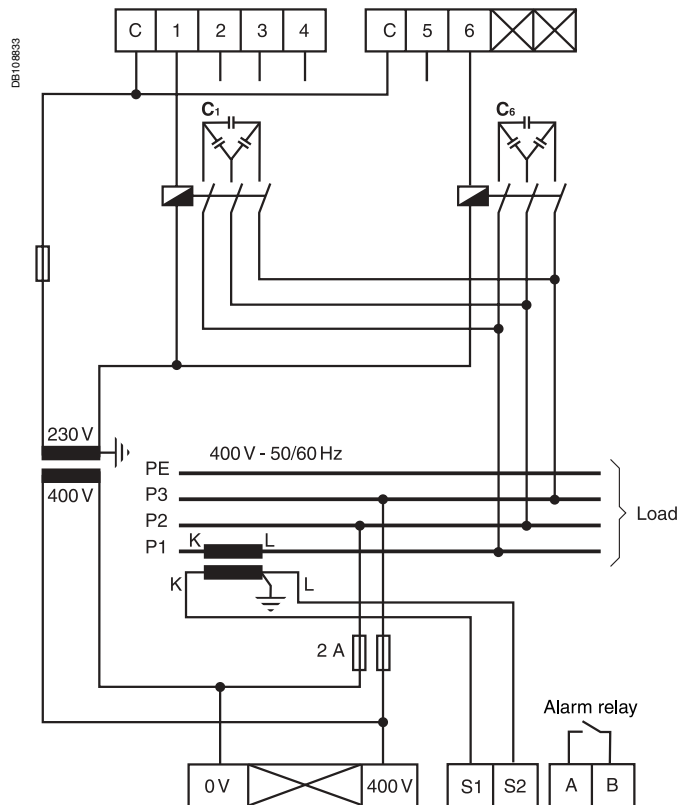 DB108833
C 1 2 3 4
C 5 6
C1
C6
230 V
400 V
400 V - 50/60 Hz
PE
P3
P2
P1
K L
K L
Load
2 A
Alarm relay
0 V 400 V
S1 S2
A B